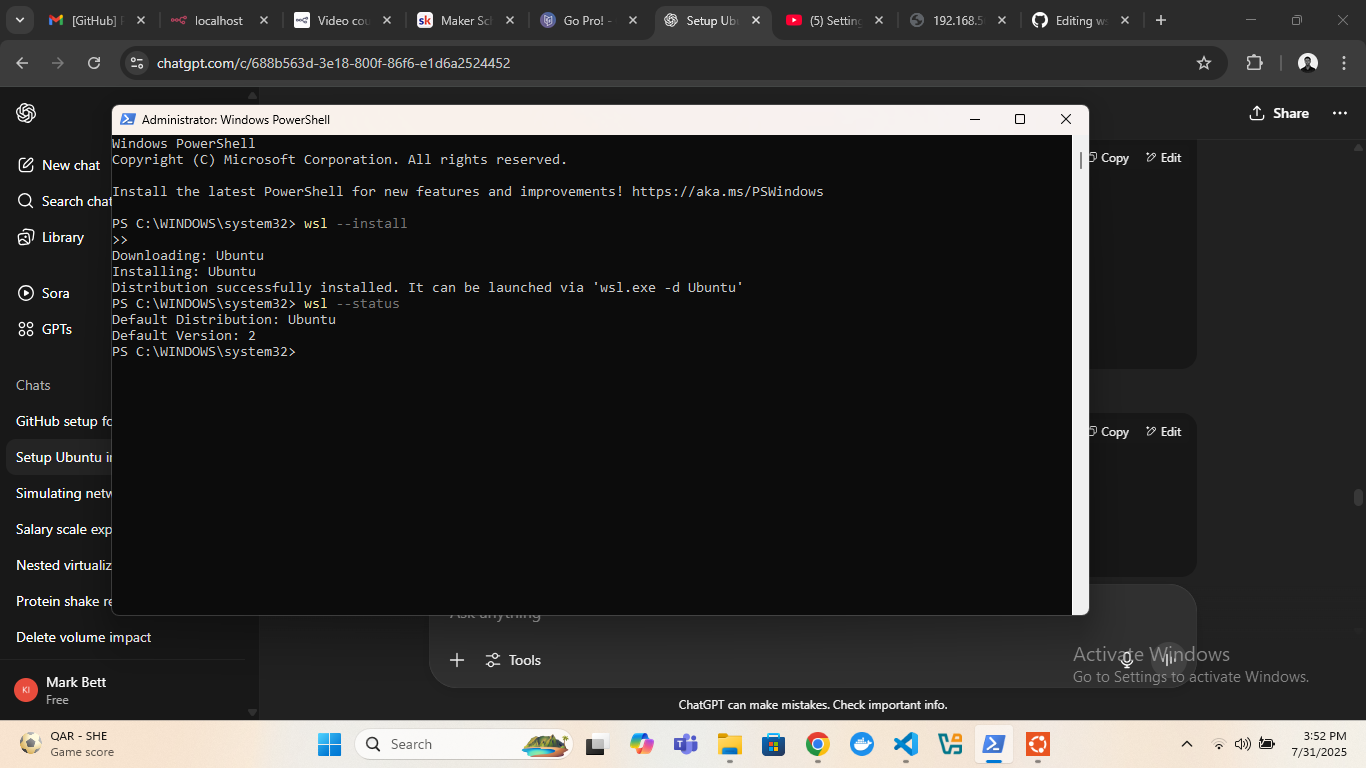 [GitHub]
localhost
Video cou
Maker Sc
Go Pro! -
Setup Ub
(5) Setting
192.168.5
Editing w
chatgpt.com/c/688b563d-3e18-800f-86f6-e1d6a2524452
Share
New chat
Search chat
Library
Sora
GPTs
Chats
GitHub setup fo
Setup Ubuntu in
Simulating netw
Salary scale exp
Nested virtualiz
Protein shake re
Delete volume impact
KI
Mark Bett
Free
Administrator: Windows PowerShell
Windows PowerShell
Copyright (C) Microsoft Corporation. All rights reserved.
Install the latest PowerShell for new features and improvements! https://aka.ms/PSWindows
PS C:\WINDOWS\system32> wsl --install
>>
Downloading: Ubuntu
Installing: Ubuntu
Distribution successfully installed. It can be launched via 'wsl.exe -d Ubuntu'
PS C:\WINDOWS\system32> wsl --status
Default Distribution: Ubuntu
Default Version: 2
PS C:\WINDOWS\system32>
Copy Edit
Copy Edit
Ask anything
Tools
Activate Windows
Go to Settings to activate Windows.
ChatGPT can make mistakes. Check important info.
QAR - SHE
Game score
Search
3:52 PM
7/31/2025